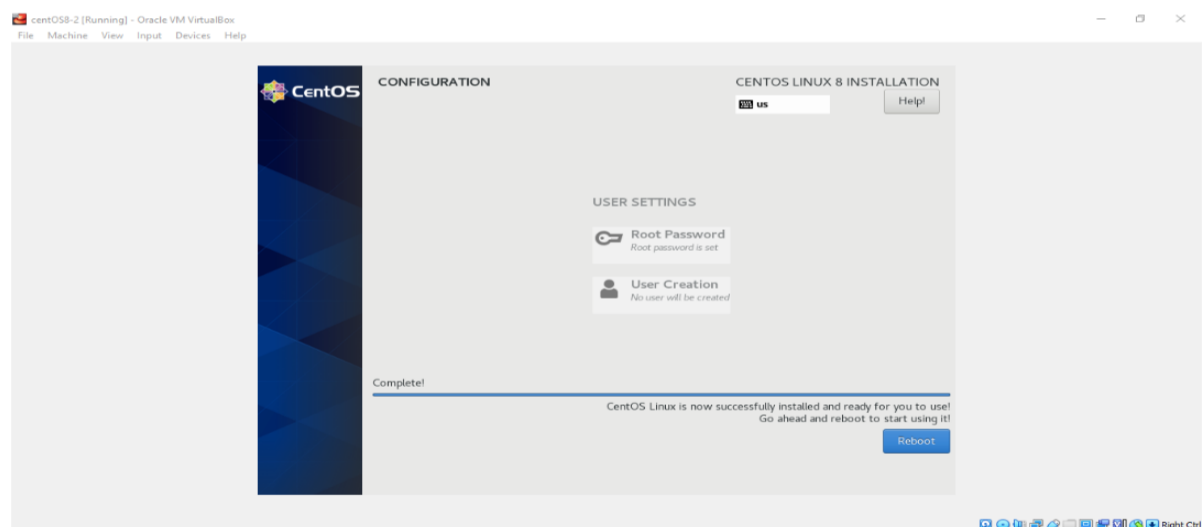 centOS8-2 [Running] - Oracle VM VirtualBox
File Machine View Input Devices Help
CentOS
CONFIGURATION
CENTOS LINUX 8 INSTALLATION
us
Help!
USER SETTINGS
Root Password
Root password is set
User Creation
No user will be created
Complete!
CentOS Linux is now successfully installed and ready for you to use!
Go ahead and reboot to start using it!
Reboot
Right Ctrl